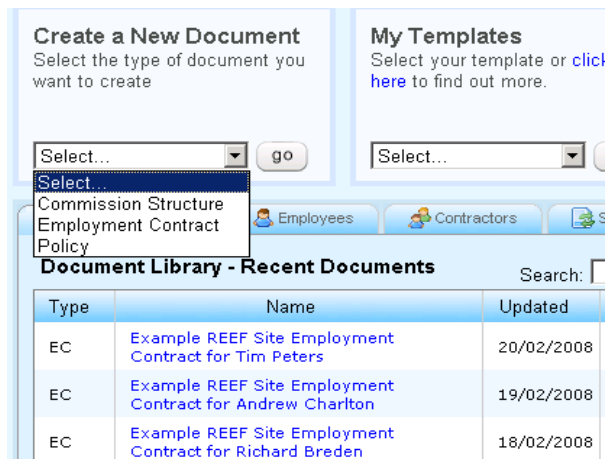 Create a New Document
Select the type of document you
want to create
Select...
go
Select...
Commission Structure
Employment Contract
Policy
My Templates
Select your template or click
here to find out more.
Select...
Employees
Contractors
S
Document Library - Recent Documents
Search:
Type Name Updated
EC
Example REEF Site Employment
Contract for Tim Peters
20/02/2008
EC
Example REEF Site Employment
Contract for Andrew Charlton
19/02/2008
EC
Example REEF Site Employment
Contract for Richard Breden
18/02/2008